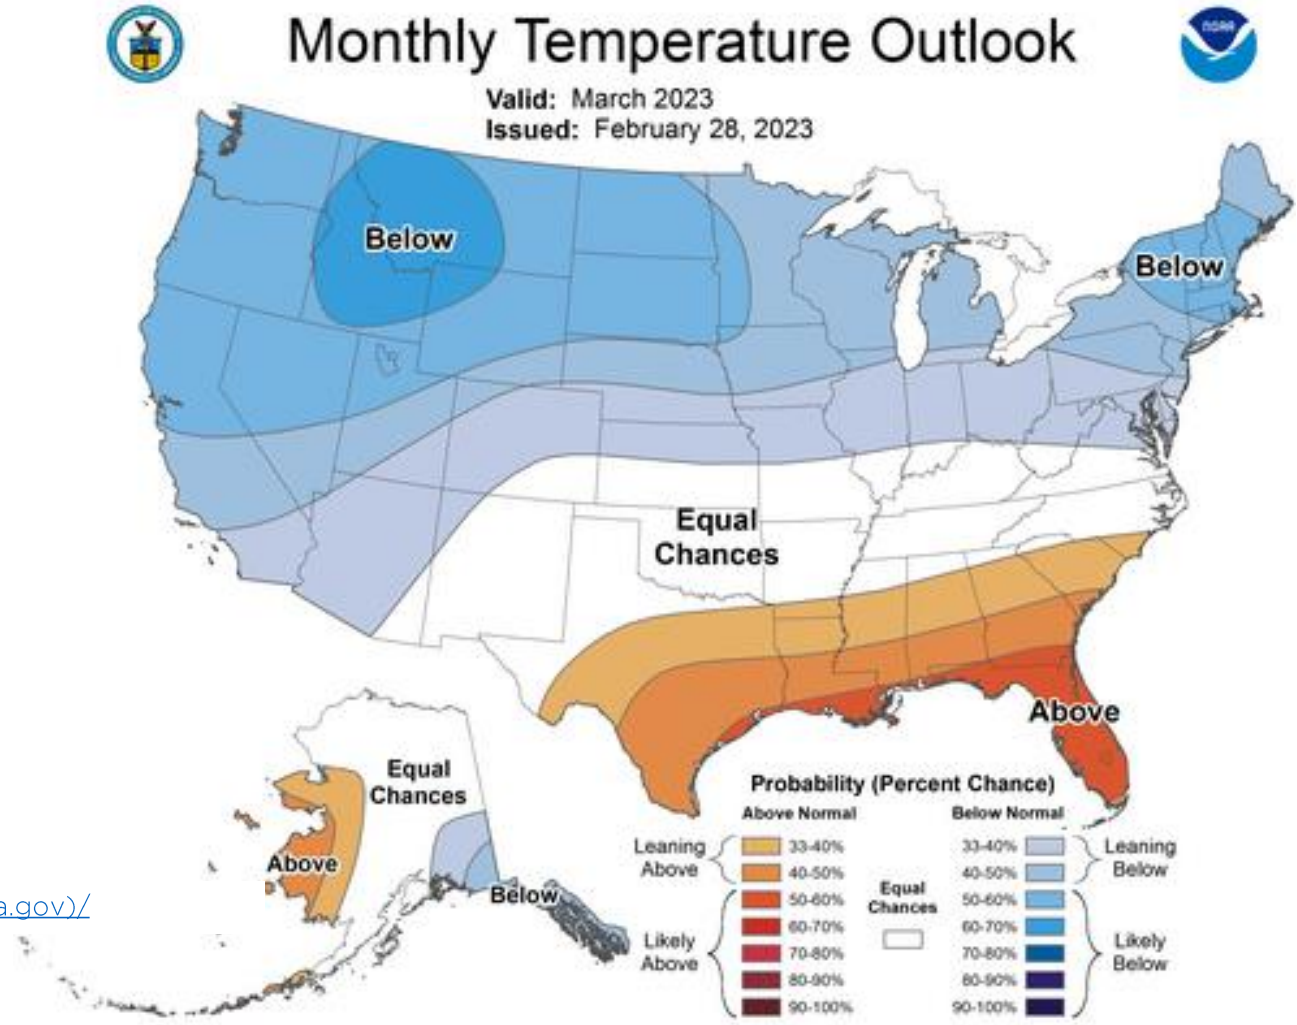 Monthly Temperature Outlook
NOAA
Valid: March 2023
Issued: February 28, 2023
Below
Below
Equal
Chances
Above
Equal
Chances
Above
Below
a.gov)/
Probability (Percent Chance)
Above Normal
Below Normal
Leaning
Above
33-40%
40-50%
50-60%
60-70%
70-80%
80-90%
90-100%
Likely
Above
Equal
Chances
33-40%
40-50%
50-60%
60-70%
70-80%
80-90%
90-100%
Leaning
Below
Likely
Below